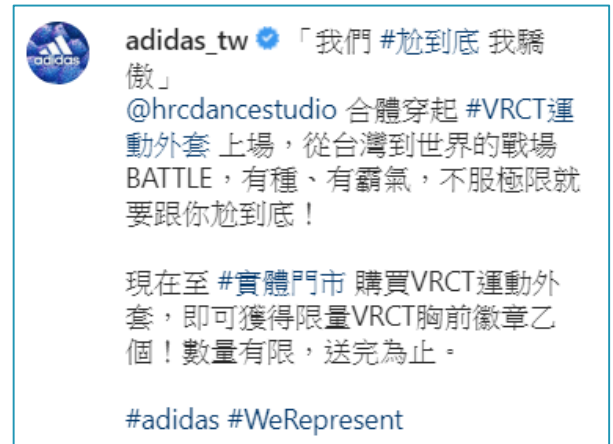 adidas
adidas_tw 「我們 #尬到底 我驕
傲」
@hrcdancestudio 合體穿起 #VRCT運
動外套 上場，從台灣到世界的戰場
BATTLE，有種、有霸氣，不服極限就
要跟你尬到底！
現在至 #實體門市 購買VRCT運動外
套，即可獲得限量VRCT胸前徽章乙
個！數量有限，送完為止。
#adidas #WeRepresent